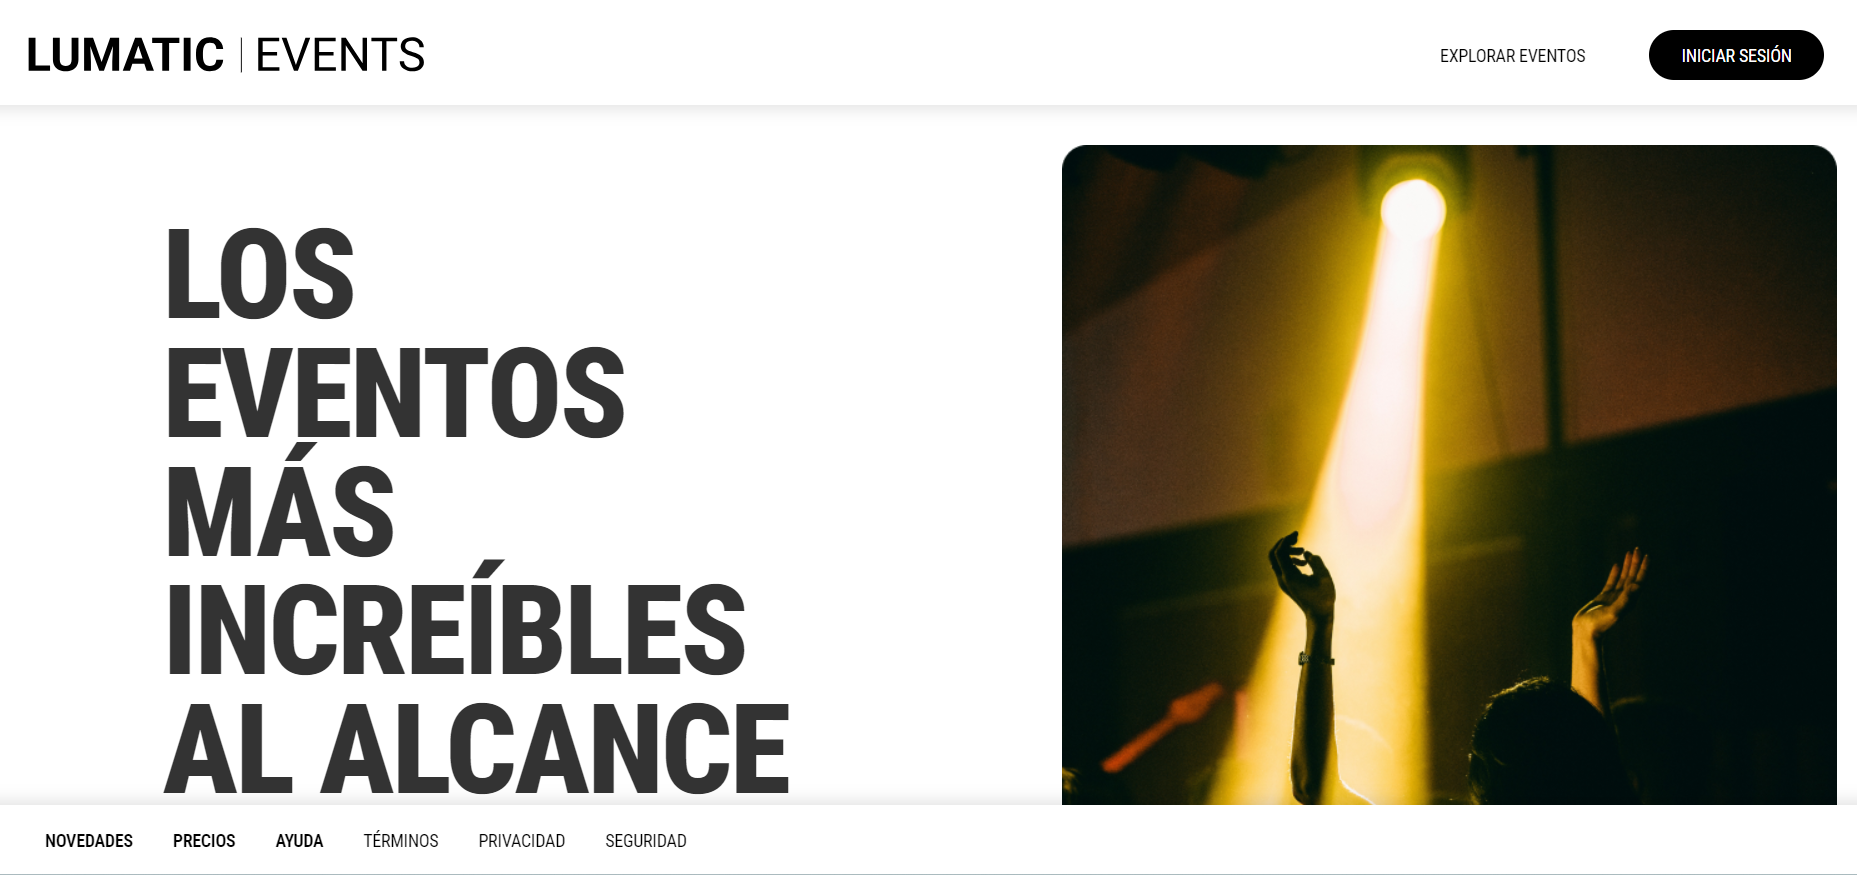 LUMATIC | EVENTS
EXPLORAR EVENTOS
INICIAR SESIÓN
LOS
EVENTOS
MÁS
INCREÍBLES
AL ALCANCE
NOVEDADES PRECIOS AYUDA TÉRMINOS PRIVACIDAD SEGURIDAD